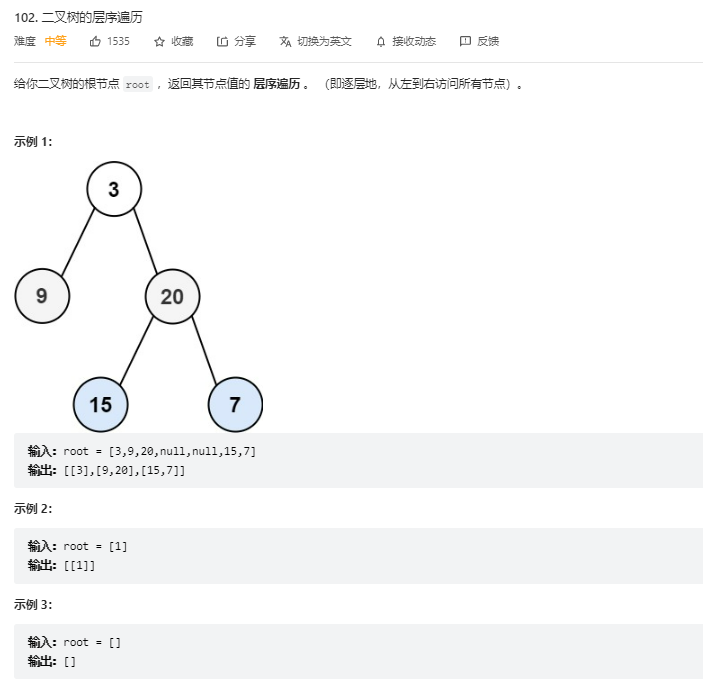 102. 二叉树的层序遍历
难度 中等 1535 收藏 分享 切换为英文 接收动态 反馈
给你二叉树的根节点 root ，返回其节点值的 层序遍历 。 （即逐层地，从左到右访问所有节点）。
示例 1：
3
9 20
15 7
输入：root = [3,9,20,null,null,15,7]
输出：[[3],[9,20],[15,7]]
示例 2：
输入：root = [1]
输出：[[1]]
示例 3：
输入：root = []
输出：[]